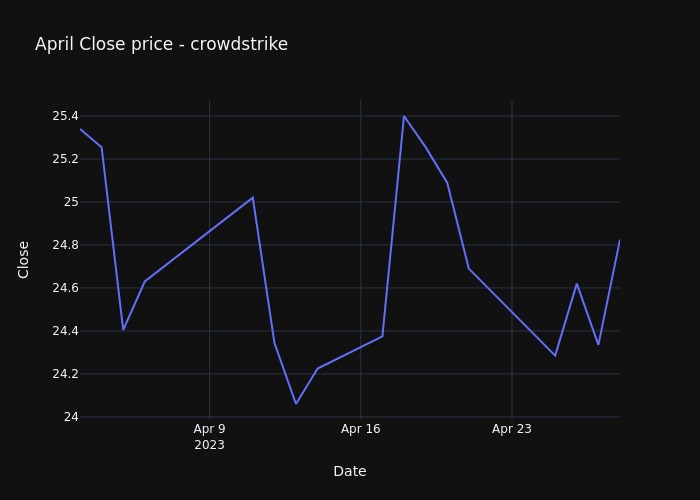 April Close price - crowdstrike
25.4
25.2
25
24.8
24.6
24.4
24.2
24
Close
Apr 9
2023
Apr 16
Apr 23
Date